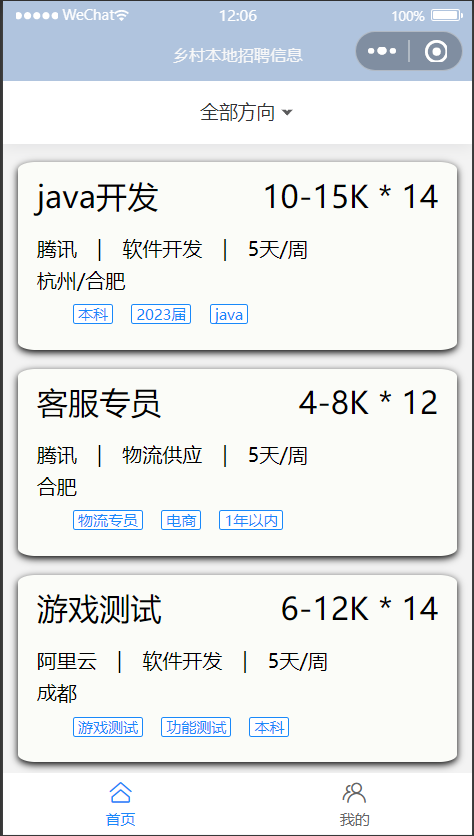 WeChat 12:06 100%
乡村本地招聘信息
全部方向
java开发 10-15K * 14
腾讯 | 软件开发 | 5天/周
杭州/合肥
本科 2023届 java
客服专员 4-8K * 12
腾讯 | 物流供应 | 5天/周
合肥
物流专员 电商 1年以内
游戏测试 6-12K * 14
阿里云 | 软件开发 | 5天/周
成都
游戏测试 功能测试 本科
首页 我的